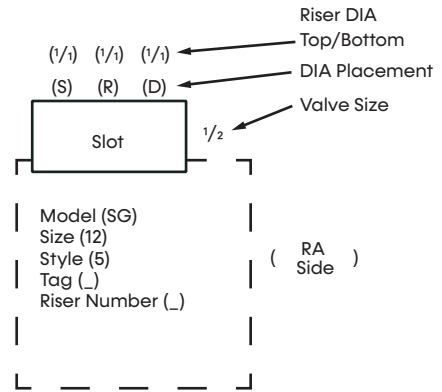 Riser DIA
Top/Bottom
(1/1) (1/1) (1/1)
(S) (R) (D)
DIA Placement
Valve Size
1/2
Slot
Model (SG)
Size (12)
Style (5)
Tag (_)
Riser Number (_)
( RA Side )